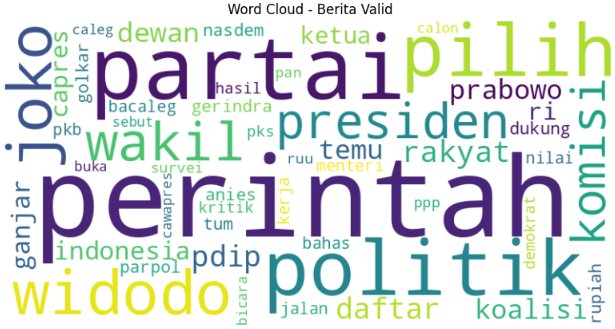 Word Cloud - Berita Valid
joko
caleg
capres
golkar
dewan
nasdem
partai
ketua
calon
pilih
hasil
pan
prabowo
bacaleg
gerindra
pkb
sebut
wakil
pks
presiden
ri
dukung
komisi
buka
survei
ruu
temu
menteri
rakyat
nilai
perintah
ganjar
cawapres
anies
kritik
tum
kerja
ppp
demokrat
indonesia
parpol
pdip
bahas
politik
rupiah
widodo
bicara
jalan
daftar
koalisi